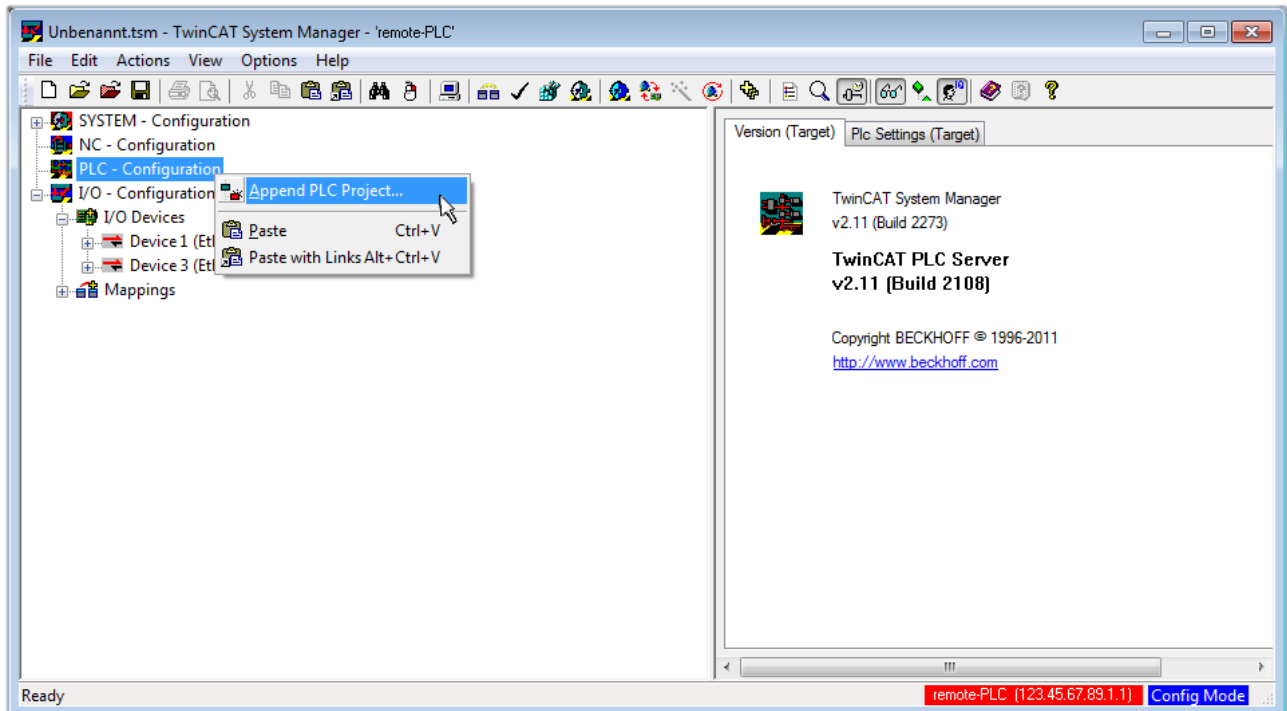 Unbenannt.tsm - TwinCAT System Manager - 'remote-PLC'
File Edit Actions View Options Help
SYSTEM - Configuration
NC - Configuration
PLC - Configuration
I/O - Configuration
Append PLC Project...
I/O Devices
Paste Ctrl+V
Device 1 (Et
Paste with Links Alt+Ctrl+V
Device 3 (Et
Mappings
Version (Target) Plc Settings (Target)
TwinCAT System Manager
v2.11 (Build 2273)
TwinCAT PLC Server
v2.11 (Build 2108)
Copyright BECKHOFF © 1996-2011
http://www.beckhoff.com
Ready remote-PLC (123.45.67.89.1.1) Config Mode